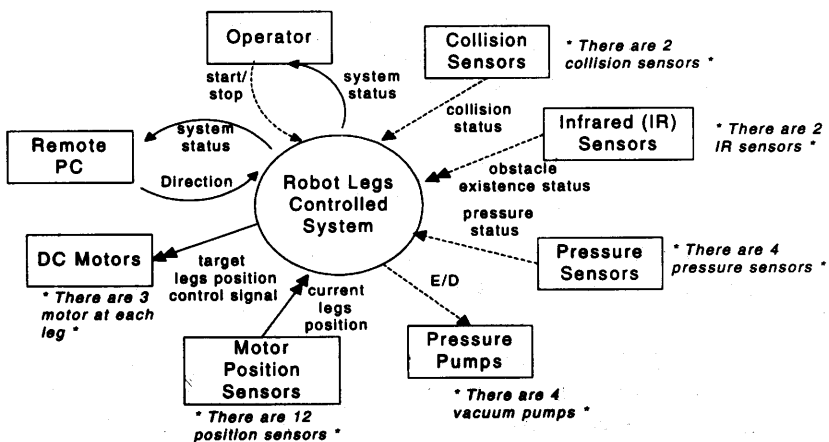 Operator
start/
stop
system
status
Collision
Sensors
* There are 2
collision sensors *
collision
status
Infrared (IR)
Sensors
* There are 2
IR sensors *
obstacle
existence status
Remote
PC
system
status
Direction
Robot Legs
Controlled
System
pressure
status
Pressure
Sensors
* There are 4
pressure sensors *
DC Motors
* There are 3
motor at each
leg *
target
legs position
control signal
current
legs
position
E/D
Motor
Position
Sensors
* There are 12
position sensors *
Pressure
Pumps
* There are 4
vacuum pumps *